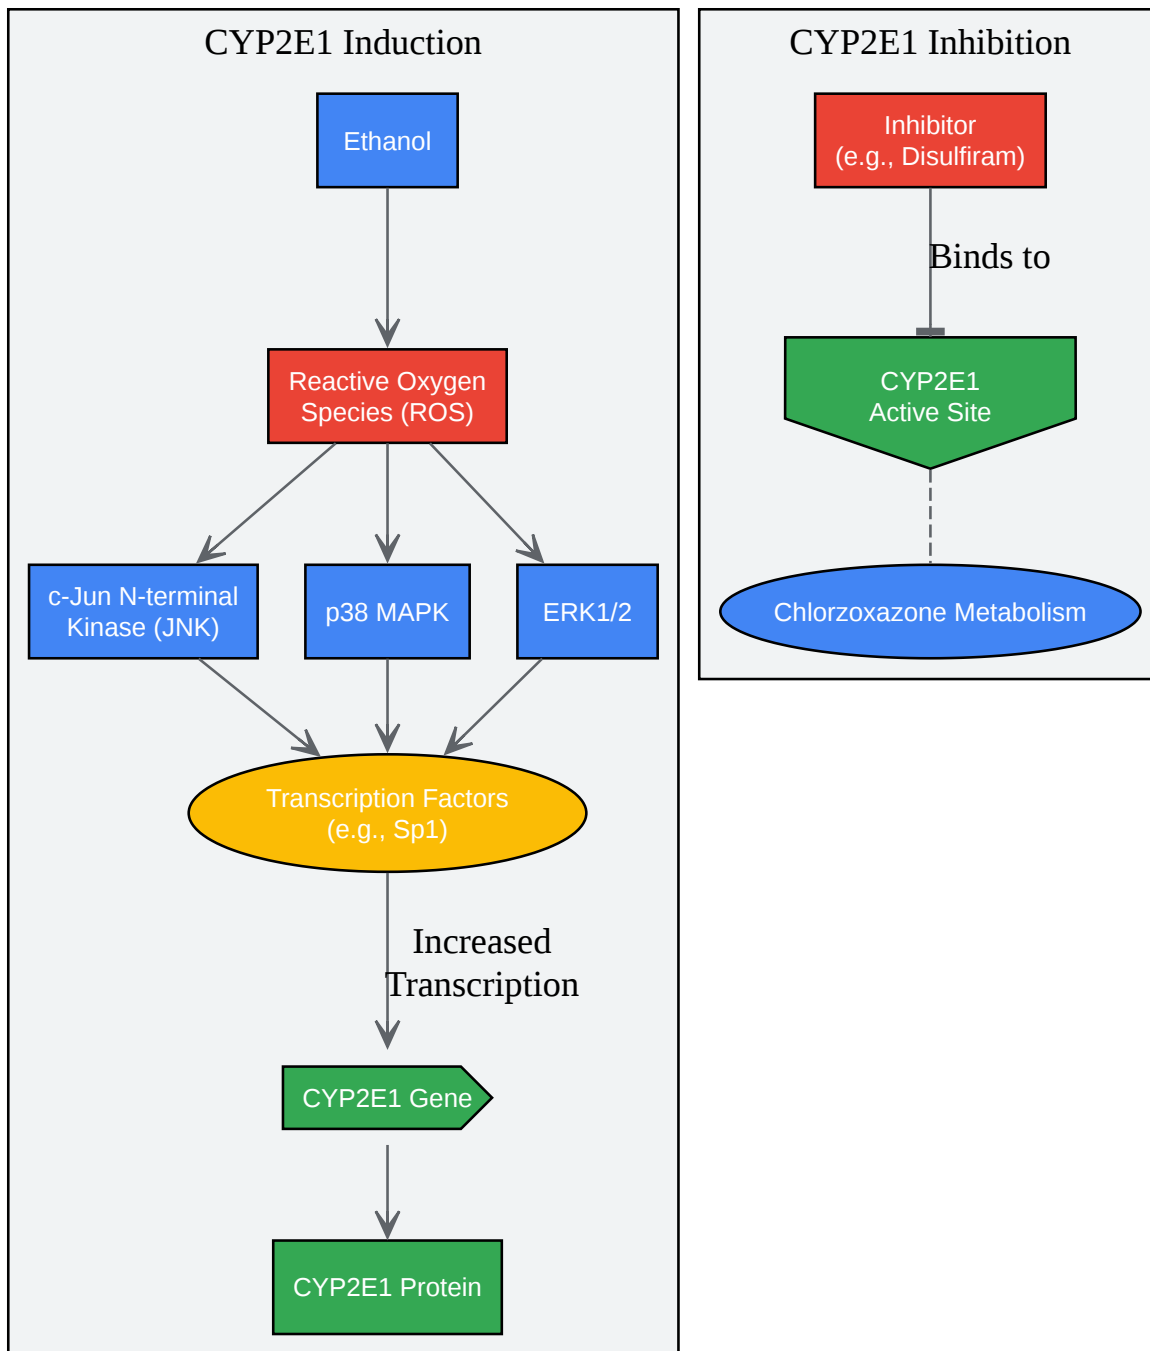 CYP2E1 Induction
Ethanol
Reactive Oxygen
Species (ROS)
c-Jun N-terminal
Kinase (JNK)
p38 MAPK
ERK1/2
Transcription Factors
(e.g., Sp1)
Increased
Transcription
CYP2E1 Gene
CYP2E1 Protein
CYP2E1 Inhibition
Inhibitor
(e.g., Disulfiram)
Binds to
CYP2E1
Active Site
Chlorzoxazone Metabolism